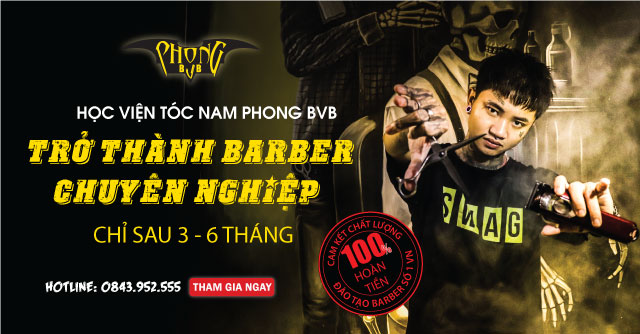 PHONG
BVB
HỌC VIỆN TÓC NAM PHONG BVB
TRỞ THÀNH BARBER
CHUYÊN NGHIỆP
CHỈ SAU 3 - 6 THÁNG
CAM KẾT CHẤT LƯỢNG
100%
HOÀN
TIỀN
ĐÀO TẠO BARBER SỐ 1 VN
SWAG
HOTLINE: 0843.952.555
THAM GIA NGAY